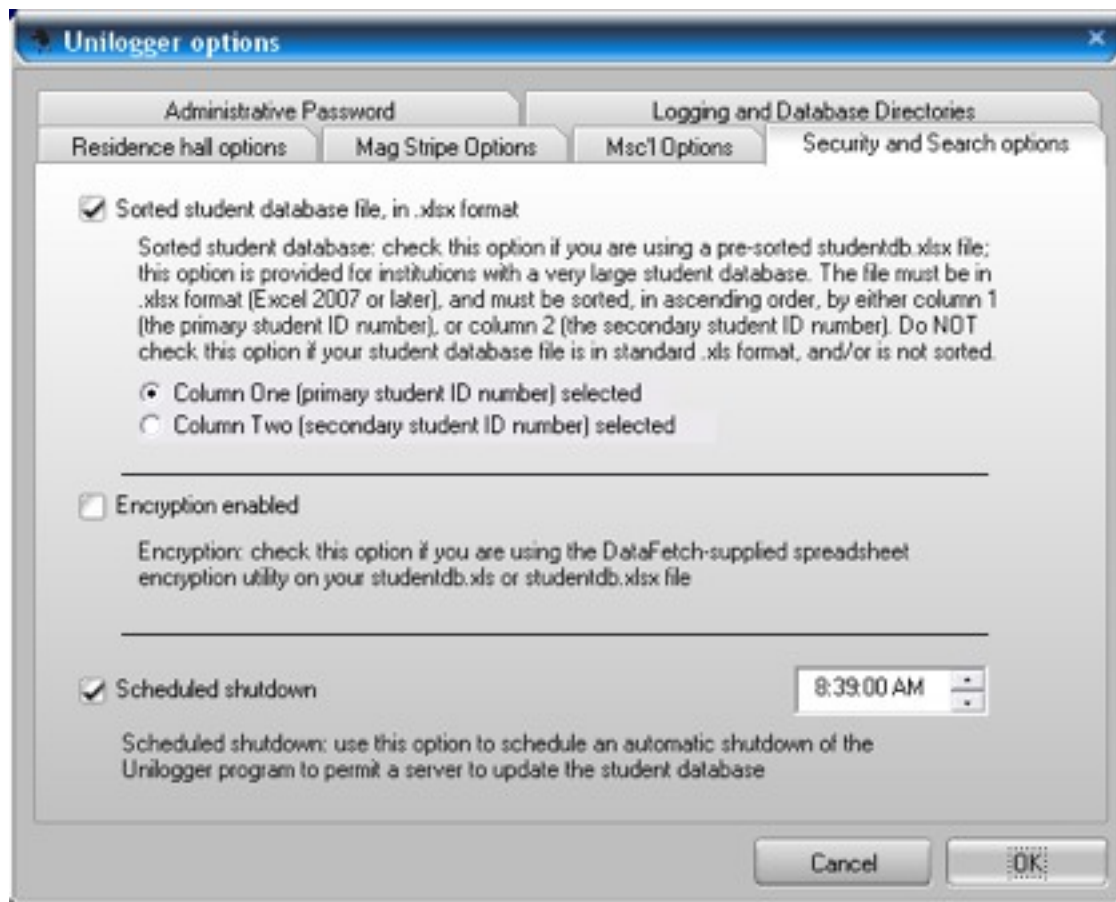 Unilogger options
Administrative Password
Logging and Database Directories
Residence hall options
Mag Stripe Options
Msc'l Options
Security and Search options
Sorted student database file, in .xlsx format
Sorted student database: check this option if you are using a pre-sorted studentdb.xlsx file;
this option is provided for institutions with a very large student database. The file must be in
.xlsx format (Excel 2007 or later), and must be sorted, in ascending order, by either column 1
(the primary student ID number), or column 2 (the secondary student ID number). Do NOT
check this option if your student database file is in standard .xls format, and/or is not sorted.
Column One (primary student ID number) selected
Column Two (secondary student ID number) selected
Encryption enabled
Encryption: check this option if you are using the DataFetch-supplied spreadsheet
encryption utility on your studentdb.xls or studentdb.xlsx file
Scheduled shutdown
8:39:00 AM
Scheduled shutdown: use this option to schedule an automatic shutdown of the
Unilogger program to permit a server to update the student database
Cancel
OK